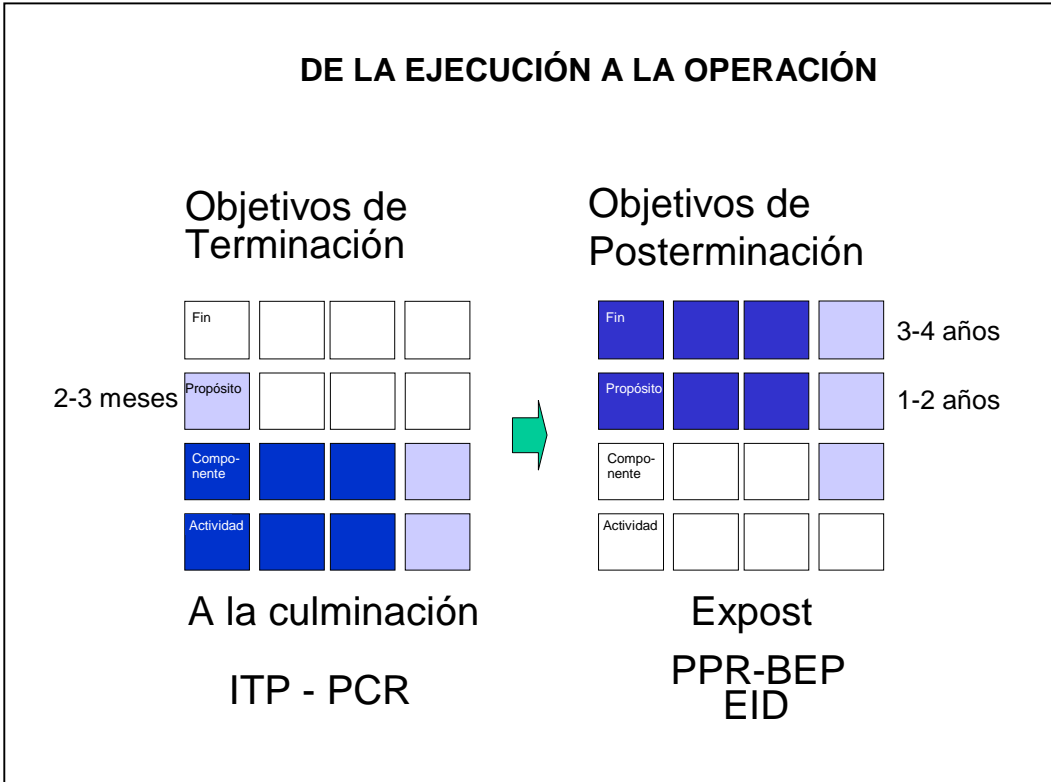 DE LA EJECUCIÓN A LA OPERACIÓN
Objetivos de
Terminación
Fin
2-3 meses
Propósito
Compo-
nente
Actividad
A la culminación
ITP - PCR
Objetivos de
Posterminación
Fin
3-4 años
Propósito
1-2 años
Compo-
nente
Actividad
Expost
PPR-BEP
EID